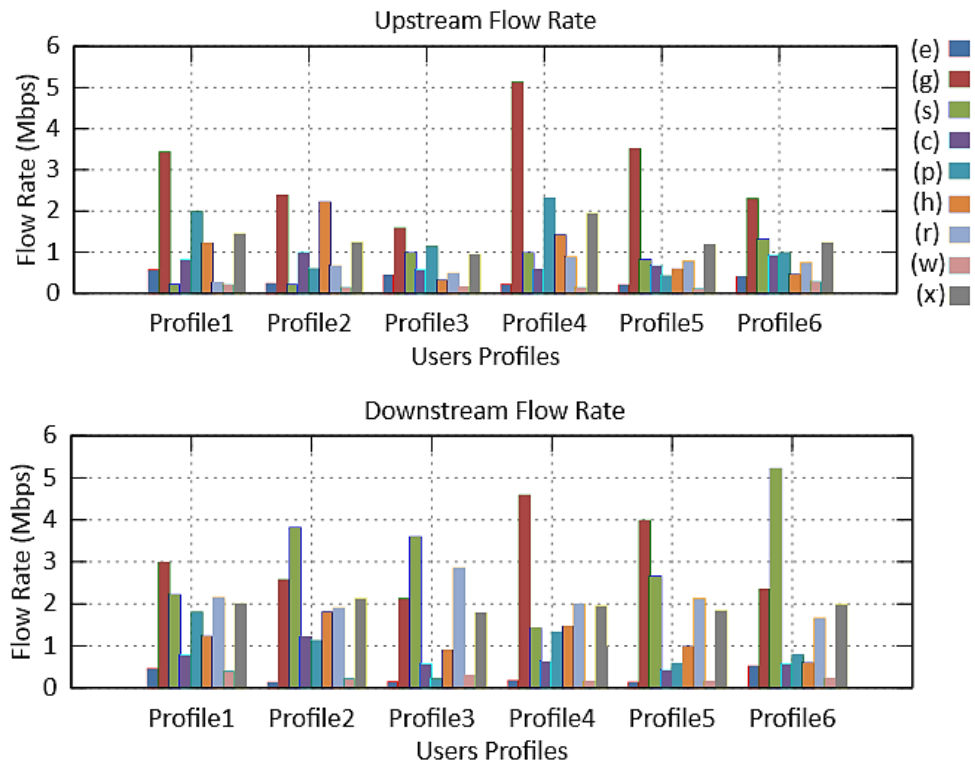 Upstream Flow Rate
Flow Rate (Mbps)
6
5
4
3
2
1
0
Profile1 Profile2 Profile3 Profile4 Profile5 Profile6
Users Profiles
(e)
(g)
(s)
(c)
(p)
(h)
(r)
(w)
(x)
Downstream Flow Rate
Flow Rate (Mbps)
6
5
4
3
2
1
0
Profile1 Profile2 Profile3 Profile4 Profile5 Profile6
Users Profiles